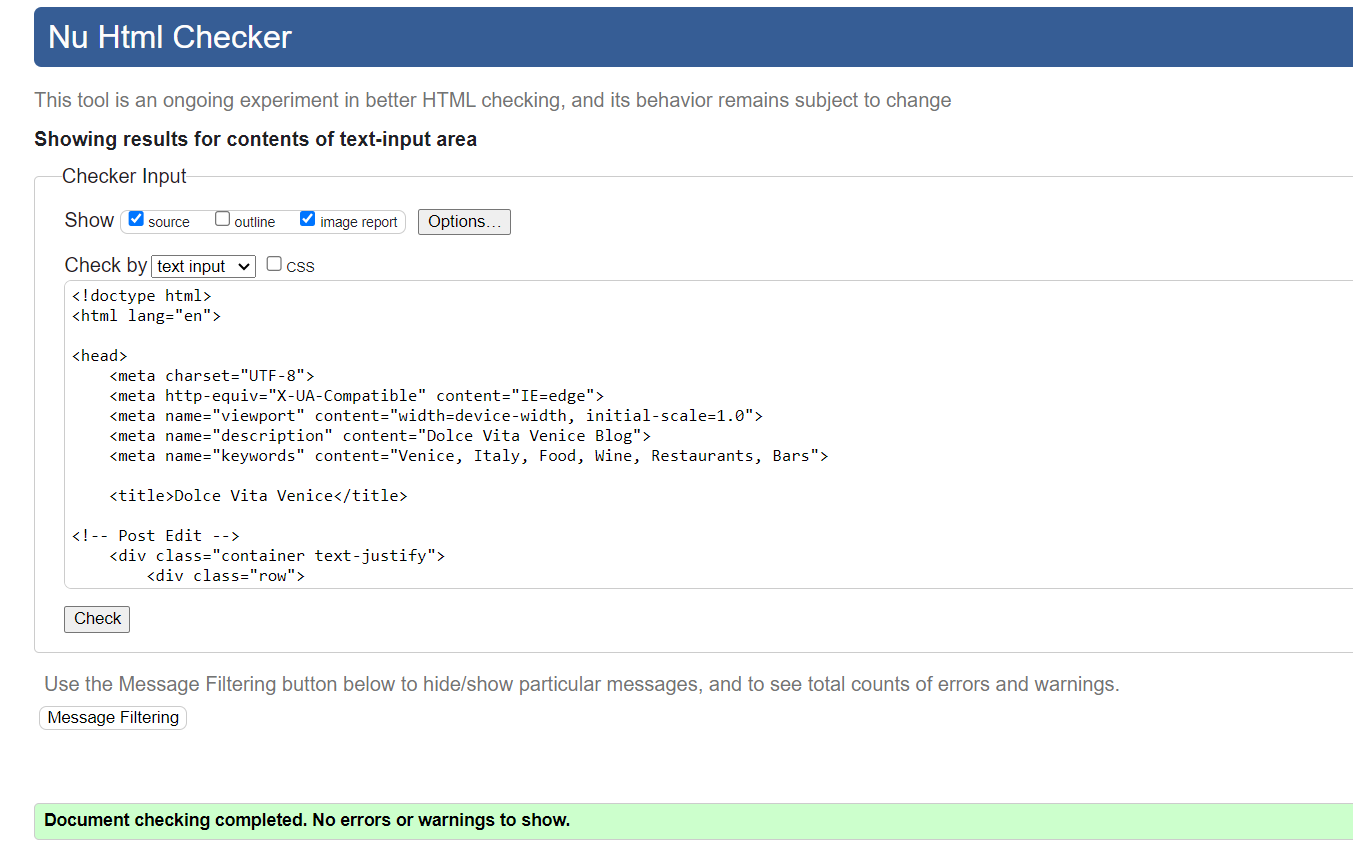 Nu Html Checker
This tool is an ongoing experiment in better HTML checking, and its behavior remains subject to change
Showing results for contents of text-input area
Checker Input
Show source outline image report Options...
Check by text input CSS
<!doctype html>
<html lang="en">
<head>
<meta charset="UTF-8">
<meta http-equiv="X-UA-Compatible" content="IE=edge">
<meta name="viewport" content="width=device-width, initial-scale=1.0">
<meta name="description" content="Dolce Vita Venice Blog">
<meta name="keywords" content="Venice, Italy, Food, Wine, Restaurants, Bars">
<title>Dolce Vita Venice</title>
<!-- Post Edit -->
<div class="container text-justify">
<div class="row">
Check
Use the Message Filtering button below to hide/show particular messages, and to see total counts of errors and warnings.
Message Filtering
Document checking completed. No errors or warnings to show.